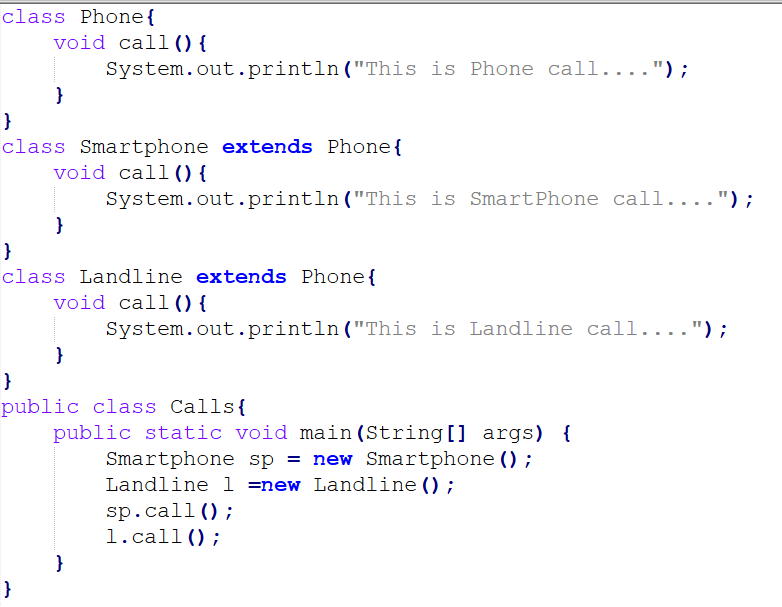 class Phone{
    void call(){
        System.out.println("This is Phone call....");
    }
}
class Smartphone extends Phone{
    void call(){
        System.out.println("This is SmartPhone call....");
    }
}
class Landline extends Phone{
    void call(){
        System.out.println("This is Landline call....");
    }
}
public class Calls{
    public static void main(String[] args) {
        Smartphone sp = new Smartphone();
        Landline l =new Landline();
        sp.call();
        l.call();
    }
}